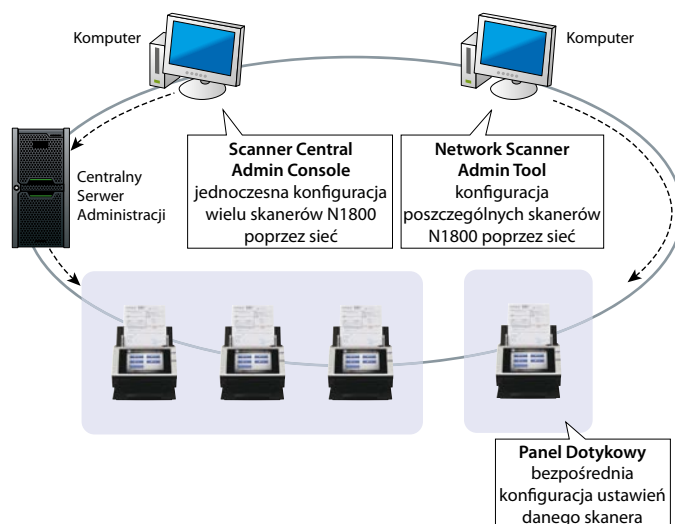 Komputer
Komputer
Centralny
Serwer
Administracji
Scanner Central
Admin Console
jednoczesna konfiguracja
wielu skanerów N1800
poprzez sieć
Network Scanner
Admin Tool
konfiguracja
poszczególnych skanerów
N1800 poprzez sieć
Panel Dotykowy
bezpośrednia
konfiguracja ustawień
danego skanera